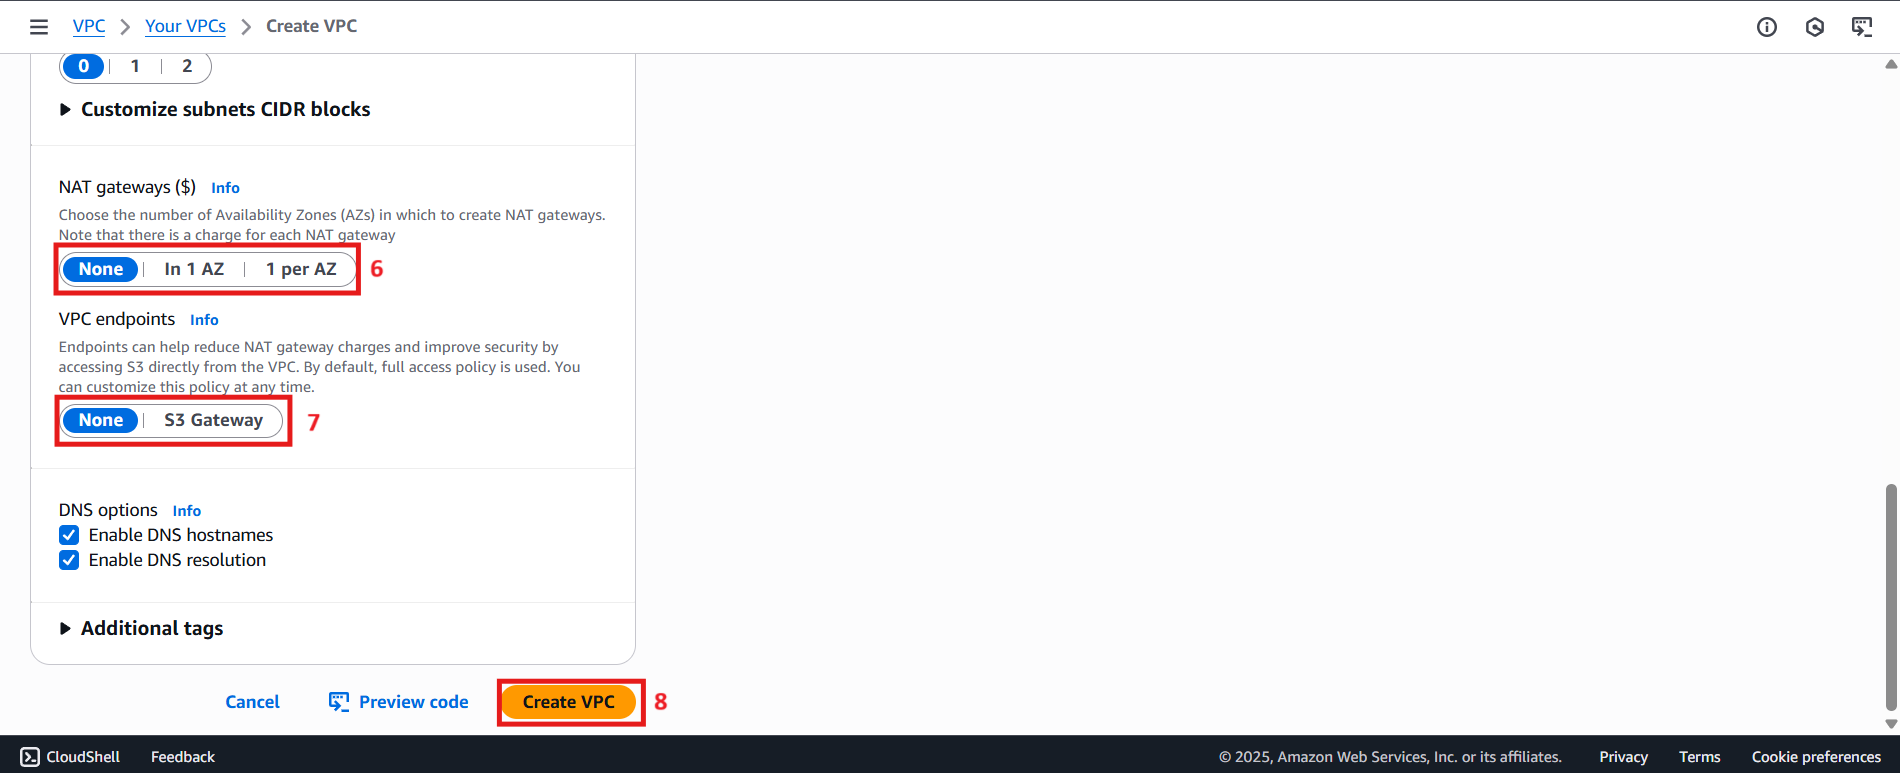 VPC > Your VPCs > Create VPC
0 | 1 | 2
Customize subnets CIDR blocks
NAT gateways ($) Info
Choose the number of Availability Zones (AZs) in which to create NAT gateways.
Note that there is a charge for each NAT gateway
None | In 1 AZ | 1 per AZ 6
VPC endpoints Info
Endpoints can help reduce NAT gateway charges and improve security by
accessing S3 directly from the VPC. By default, full access policy is used. You
can customize this policy at any time.
None | S3 Gateway 7
DNS options Info
Enable DNS hostnames
Enable DNS resolution
Additional tags
Cancel Preview code Create VPC 8
CloudShell Feedback © 2025, Amazon Web Services, Inc. or its affiliates. Privacy Terms Cookie preferences